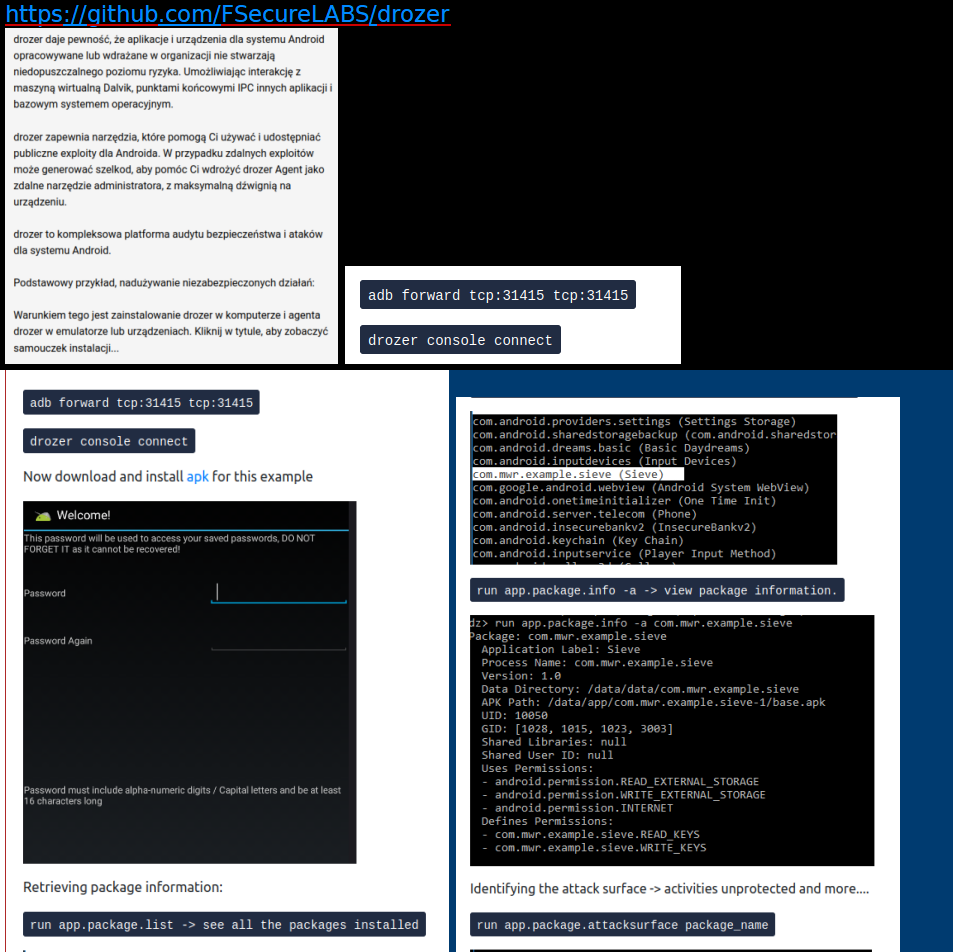 https://github.com/FSecureLABS/drozer
drozer daje pewność, że aplikacje i urządzenia dla systemu Android
opracowywane lub wdrażane w organizacji nie stwarzają
niedopuszczalnego poziomu ryzyka. Umożliwiając interakcję z
maszyną wirtualną Dalvik, punktami końcowymi IPC innych aplikacji i
bazowym systemem operacyjnym.
drozer zapewnia narzędzia, które pomogą Ci używać i udostępniać
publiczne exploity dla Androida. W przypadku zdalnych exploitów
może generować szelkod, aby pomóc Ci wdrożyć drozer Agent jako
zdalne narzędzie administratora, z maksymalną dźwignią na
urządzeniu.
drozer to kompleksowa platforma audytu bezpieczeństwa i ataków
dla systemu Android.
Podstawowy przykład, nadużywanie niezabezpieczonych działań:
Warunkiem tego jest zainstalowanie drozer w komputerze i agenta
drozer w emulatorze lub urządzeniach. Kliknij w tytule, aby zobaczyć
samouczek instalacji...
adb forward tcp:31415 tcp:31415
drozer console connect
adb forward tcp:31415 tcp:31415
drozer console connect
Now download and install apk for this example
Welcome!
This password will be used to access your saved passwords, DO NOT
FORGET IT as it cannot be recovered!
Password
Password Again
Password must include alpha-numeric digits / Capital letters and be at least
16 characters long
Retrieving package information:
run app.package.list -> see all the packages installed
com.android.providers.settings (Settings Storage)
com.android.sharedstoragebackup (com.android.sharedstor
com.android.dreams.basic (Basic Daydreams)
com.android.inputdevices (Input Devices)
com.mwr.example.sieve (Sieve)
com.google.android.webview (Android System WebView)
com.android.onetimeinitializer (One Time Init)
com.android.server.telecom (Phone)
com.android.insecurebankv2 (InsecureBankv2)
com.android.keychain (Key Chain)
com.android.inputservice (Player Input Method)
run app.package.info -a -> view package information.
dz> run app.package.info -a com.mwr.example.sieve
Package: com.mwr.example.sieve
Application Label: Sieve
Process Name: com.mwr.example.sieve
Version: 1.0
Data Directory: /data/data/com.mwr.example.sieve
APK Path: /data/app/com.mwr.example.sieve-1/base.apk
UID: 10050
GID: [1028, 1015, 1023, 3003]
Shared Libraries: null
Shared User ID: null
Uses Permissions:
- android.permission.READ_EXTERNAL_STORAGE
- android.permission.WRITE_EXTERNAL_STORAGE
- android.permission.INTERNET
Defines Permissions:
- com.mwr.example.sieve.READ_KEYS
- com.mwr.example.sieve.WRITE_KEYS
Identifying the attack surface -> activities unprotected and more....
run app.package.attacksurface package_name